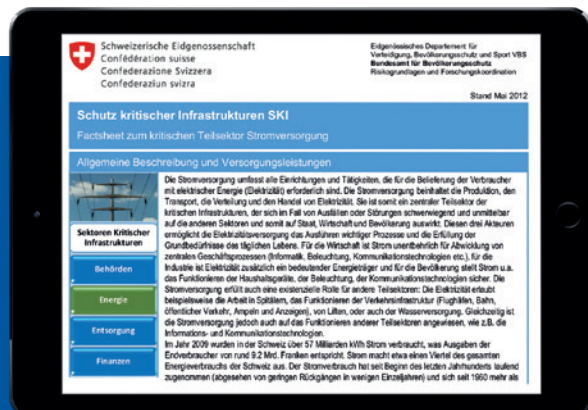 Schweizerische Eidgenossenschaft
Confédération suisse
Confederazione Svizzera
Confederaziun svizra
Eidgenössisches Departement für
Verteidigung, Bevölkerungsschutz und Sport VBS
Bundesamt für Bevölkerungsschutz
Risikogrundlagen und Forschungskoordination
Stand Mai 2012
Schutz kritischer Infrastrukturen SKI
Factsheet zum kritischen Teilsektor Stromversorgung
Allgemeine Beschreibung und Versorgungsleistungen
Sektoren Kritischer
Infrastrukturen
Behörden
Energie
Entsorgung
Finanzen
Die Stromversorgung umfasst alle Einrichtungen und Tätigkeiten, die für die Belieferung der Verbraucher
mit elektrischer Energie (Elektrizität) erforderlich sind. Die Stromversorgung beinhaltet die Produktion, den
Transport, die Verteilung und den Handel von Elektrizität. Sie ist somit ein zentraler Teilsektor der
kritischen Infrastrukturen, der sich im Fall von Ausfällen oder Störungen schwerwiegend und unmittelbar
auf die anderen Sektoren und somit auf Staat, Wirtschaft und Bevölkerung auswirkt. Diesen drei Akteuren
ermöglicht die Elektrizitätsversorgung das Ausführen wichtiger Prozesse und die Erfüllung der
Grundbedürfnisse des täglichen Lebens. Für die Wirtschaft ist Strom unentbehrlich für Abwicklung von
zentralen Geschäftsprozessen (Informatik, Beleuchtung, Kommunikationstechnologien etc.), für die
Industrie ist Elektrizität zusätzlich ein bedeutender Energieträger und für die Bevölkerung stellt Strom u.a.
das Funktionieren der Haushaltsgeräte, der Beleuchtung, der Kommunikationstechnologien sicher. Die
Stromversorgung erfüllt auch eine existenzielle Rolle für andere Teilsektoren: Die Elektrizität erlaubt
beispielsweise die Arbeit in Spitälern, das Funktionieren der Verkehrsinfrastruktur (Flughäfen, Bahn,
öffentlicher Verkehr, Ampeln und Anzeigen), von Liften, oder auch der Wasserversorgung. Gleichzeitig ist
die Stromversorgung jedoch auch auf das Funktionieren anderer Teilsektoren angewiesen, wie z.B. die
Informations- und Kommunikationstechnologien.
Im Jahr 2009 wurden in der Schweiz über 57 Milliarden kWh Strom verbraucht, was Ausgaben der
Endverbraucher von rund 9.2 Mrd. Franken entspricht. Strom macht etwa einen Viertel des gesamten
Energieverbrauchs der Schweiz aus. Der Stromverbrauch hat seit Beginn des letzten Jahrhunderts laufend
zugenommen (abgesehen von geringen Rückgängen in wenigen Einzeljahren) und sich seit 1960 mehr als